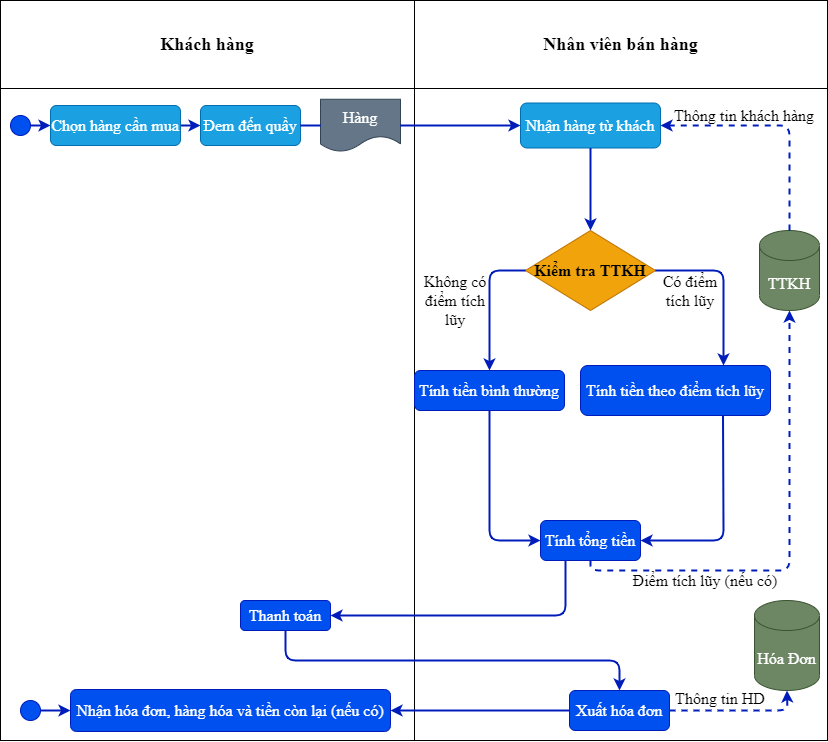 Khách hàng
Nhân viên bán hàng
Chọn hàng cần mua
Đem đến quầy
Hàng
Nhận hàng từ khách
Thông tin khách hàng
Kiểm tra TTKH
TTKH
Không có
điểm tích
lũy
Có điểm
tích lũy
Tính tiền bình thường
Tính tiền theo điểm tích lũy
Tính tổng tiền
Điểm tích lũy (nếu có)
Thanh toán
Hóa Đơn
Nhận hóa đơn, hàng hóa và tiền còn lại (nếu có)
Xuất hóa đơn
Thông tin HD